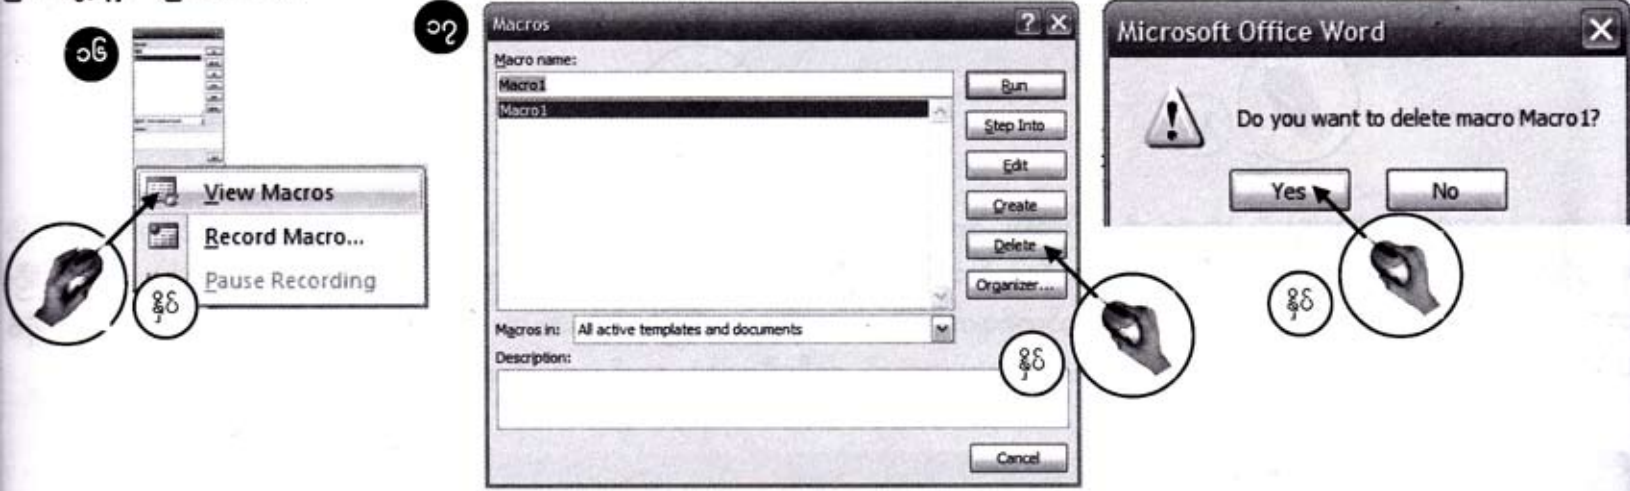 ၁၆
View Macros
Record Macro...
Pause Recording
နှိပ်
၁၇
Macros
Macro name:
Macro1
Macro1
Run
Step Into
Edit
Create
Delete
Organizer...
Macros in: All active templates and documents
Description:
နှိပ်
Cancel
Microsoft Office Word
Do you want to delete macro Macro1?
Yes No
နှိပ်